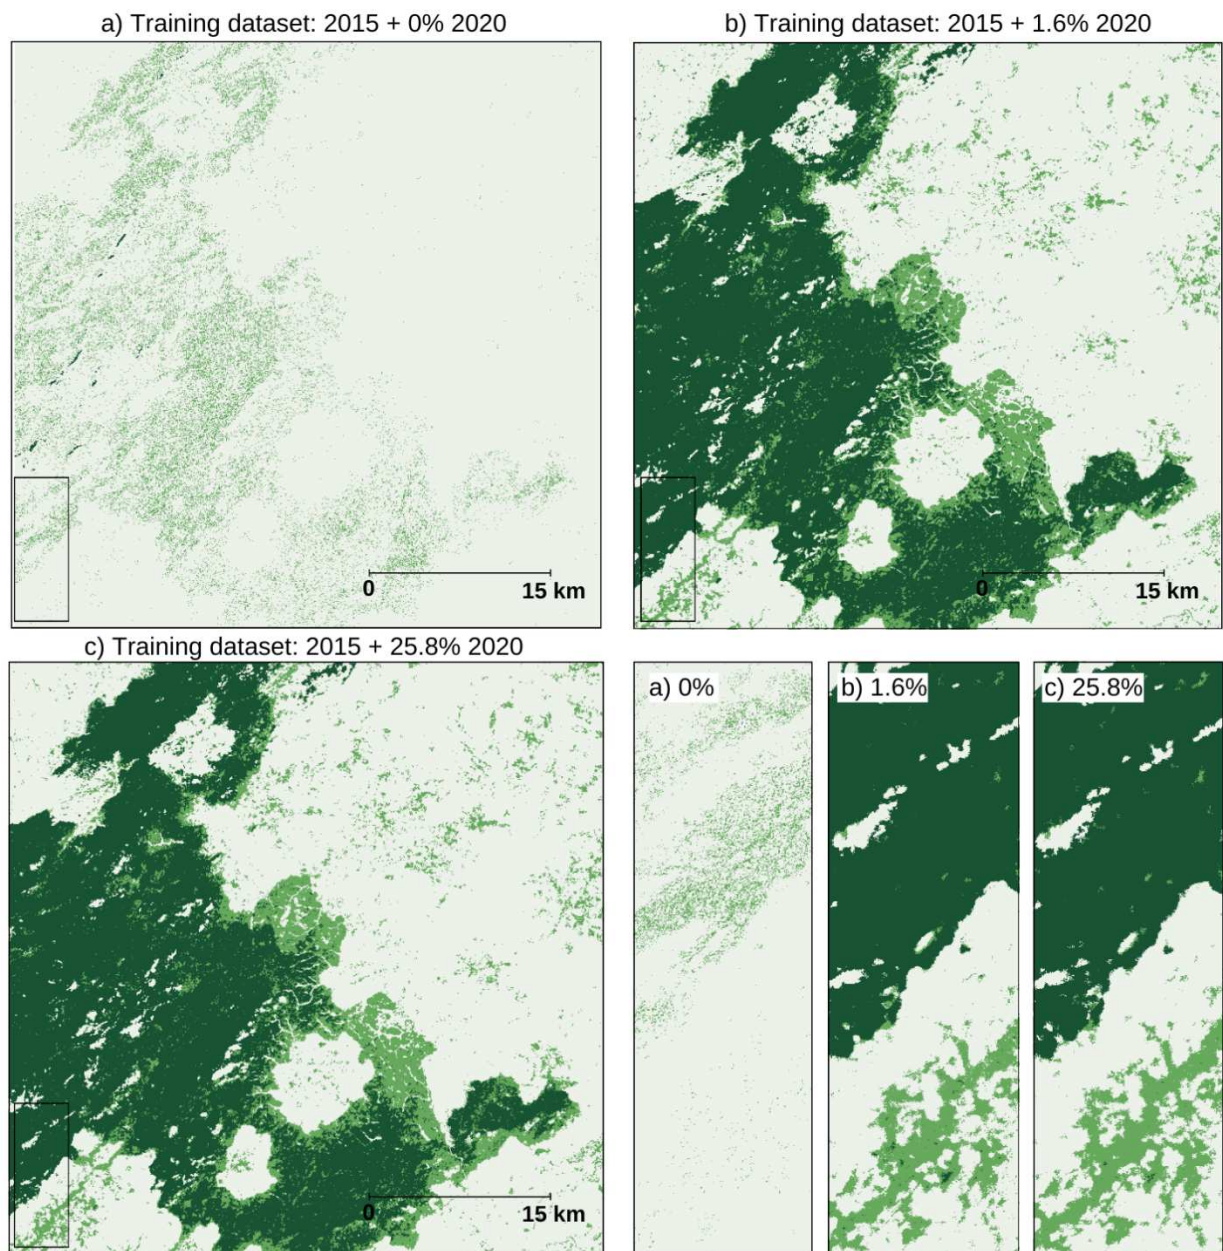 a) Training dataset: 2015 + 0% 2020
b) Training dataset: 2015 + 1.6% 2020
0
15 km
0
15 km
c) Training dataset: 2015 + 25.8% 2020
a) 0%
b) 1.6%
c) 25.8%
0
15 km